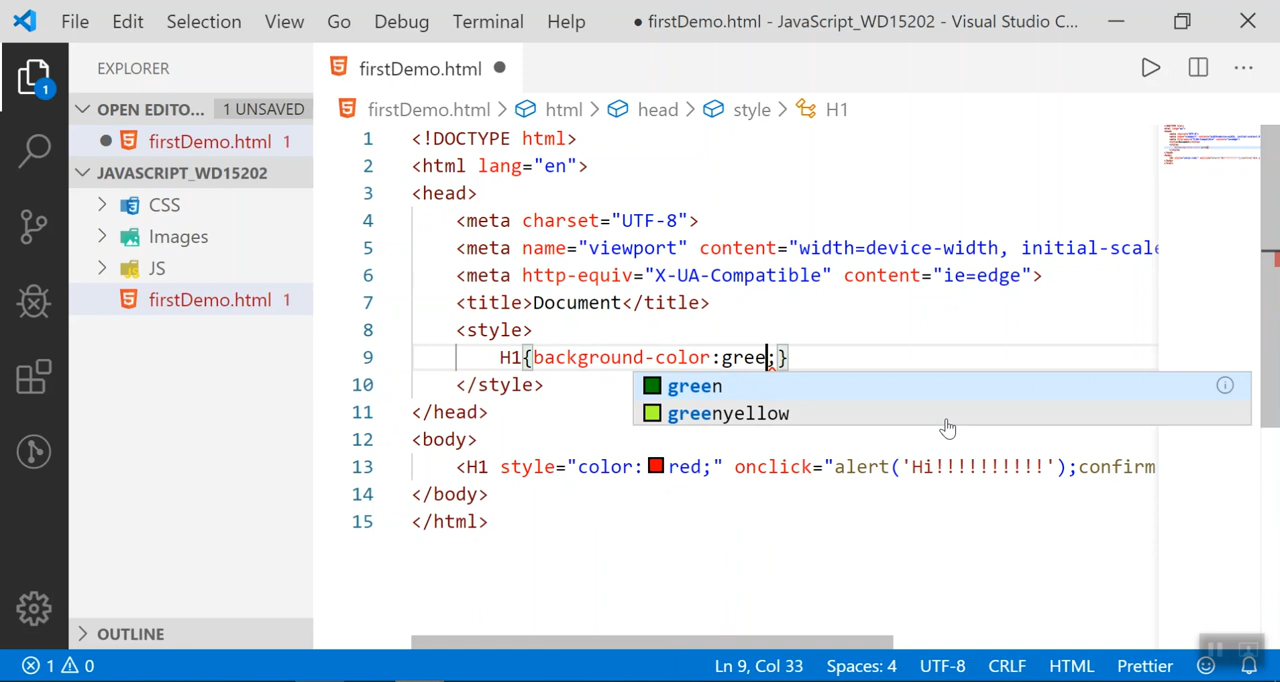 File Edit Selection View Go Debug Terminal Help ● firstDemo.html - JavaScript_WD15202 - Visual Studio C...
EXPLORER
firstDemo.html
1
OPEN EDITO... 1 UNSAVED
firstDemo.html > html > head > style > H1
firstDemo.html 1
JAVASCRIPT_WD15202
CSS
Images
JS
firstDemo.html 1
1 <!DOCTYPE html>
2 <html lang="en">
3 <head>
4 <meta charset="UTF-8">
5 <meta name="viewport" content="width=device-width, initial-scale
6 <meta http-equiv="X-UA-Compatible" content="ie=edge">
7 <title>Document</title>
8 <style>
9 H1{background-color:gree;}
10 </style>
green
11 </head>
greenyellow
12 <body>
13 <H1 style="color:red;" onclick="alert('Hi!!!!!!!!!!');confirm
14 </body>
15 </html>
OUTLINE
1 0 Ln 9, Col 33 Spaces: 4 UTF-8 CRLF HTML Prettier